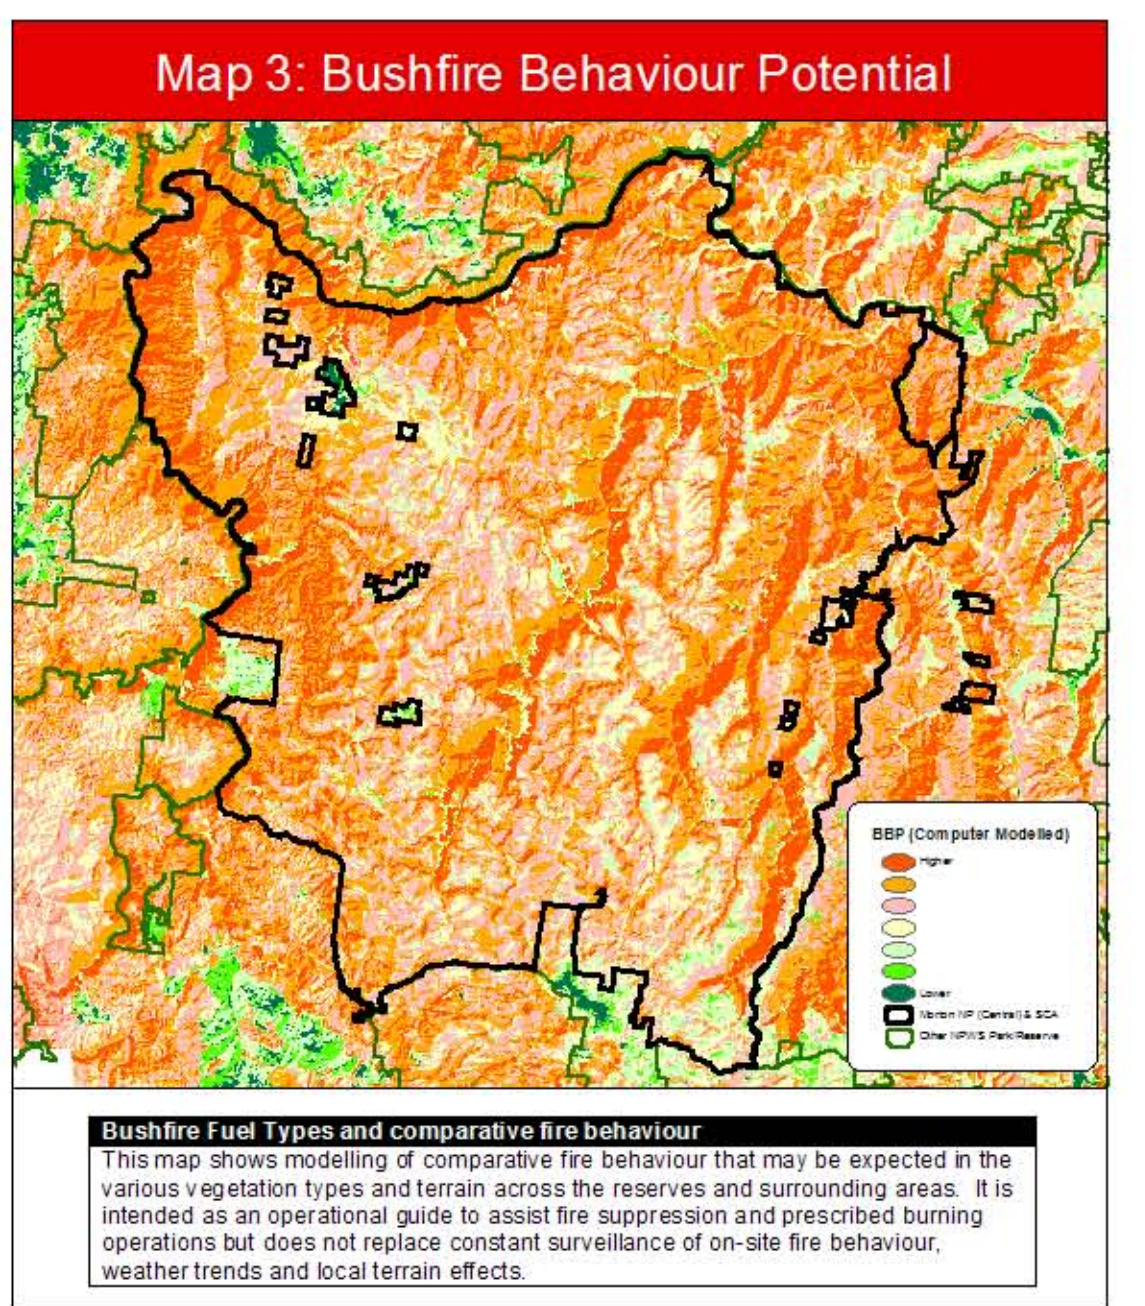 Map 3: Bushfire Behaviour Potential
BBP (Computer Modelled)
Higher
Lower
Morton NP (Central) & SCA
Other NPWS Park/Reserve
Bushfire Fuel Types and comparative fire behaviour
This map shows modelling of comparative fire behaviour that may be expected in the
various vegetation types and terrain across the reserves and surrounding areas. It is
intended as an operational guide to assist fire suppression and prescribed burning
operations but does not replace constant surveillance of on-site fire behaviour,
weather trends and local terrain effects.